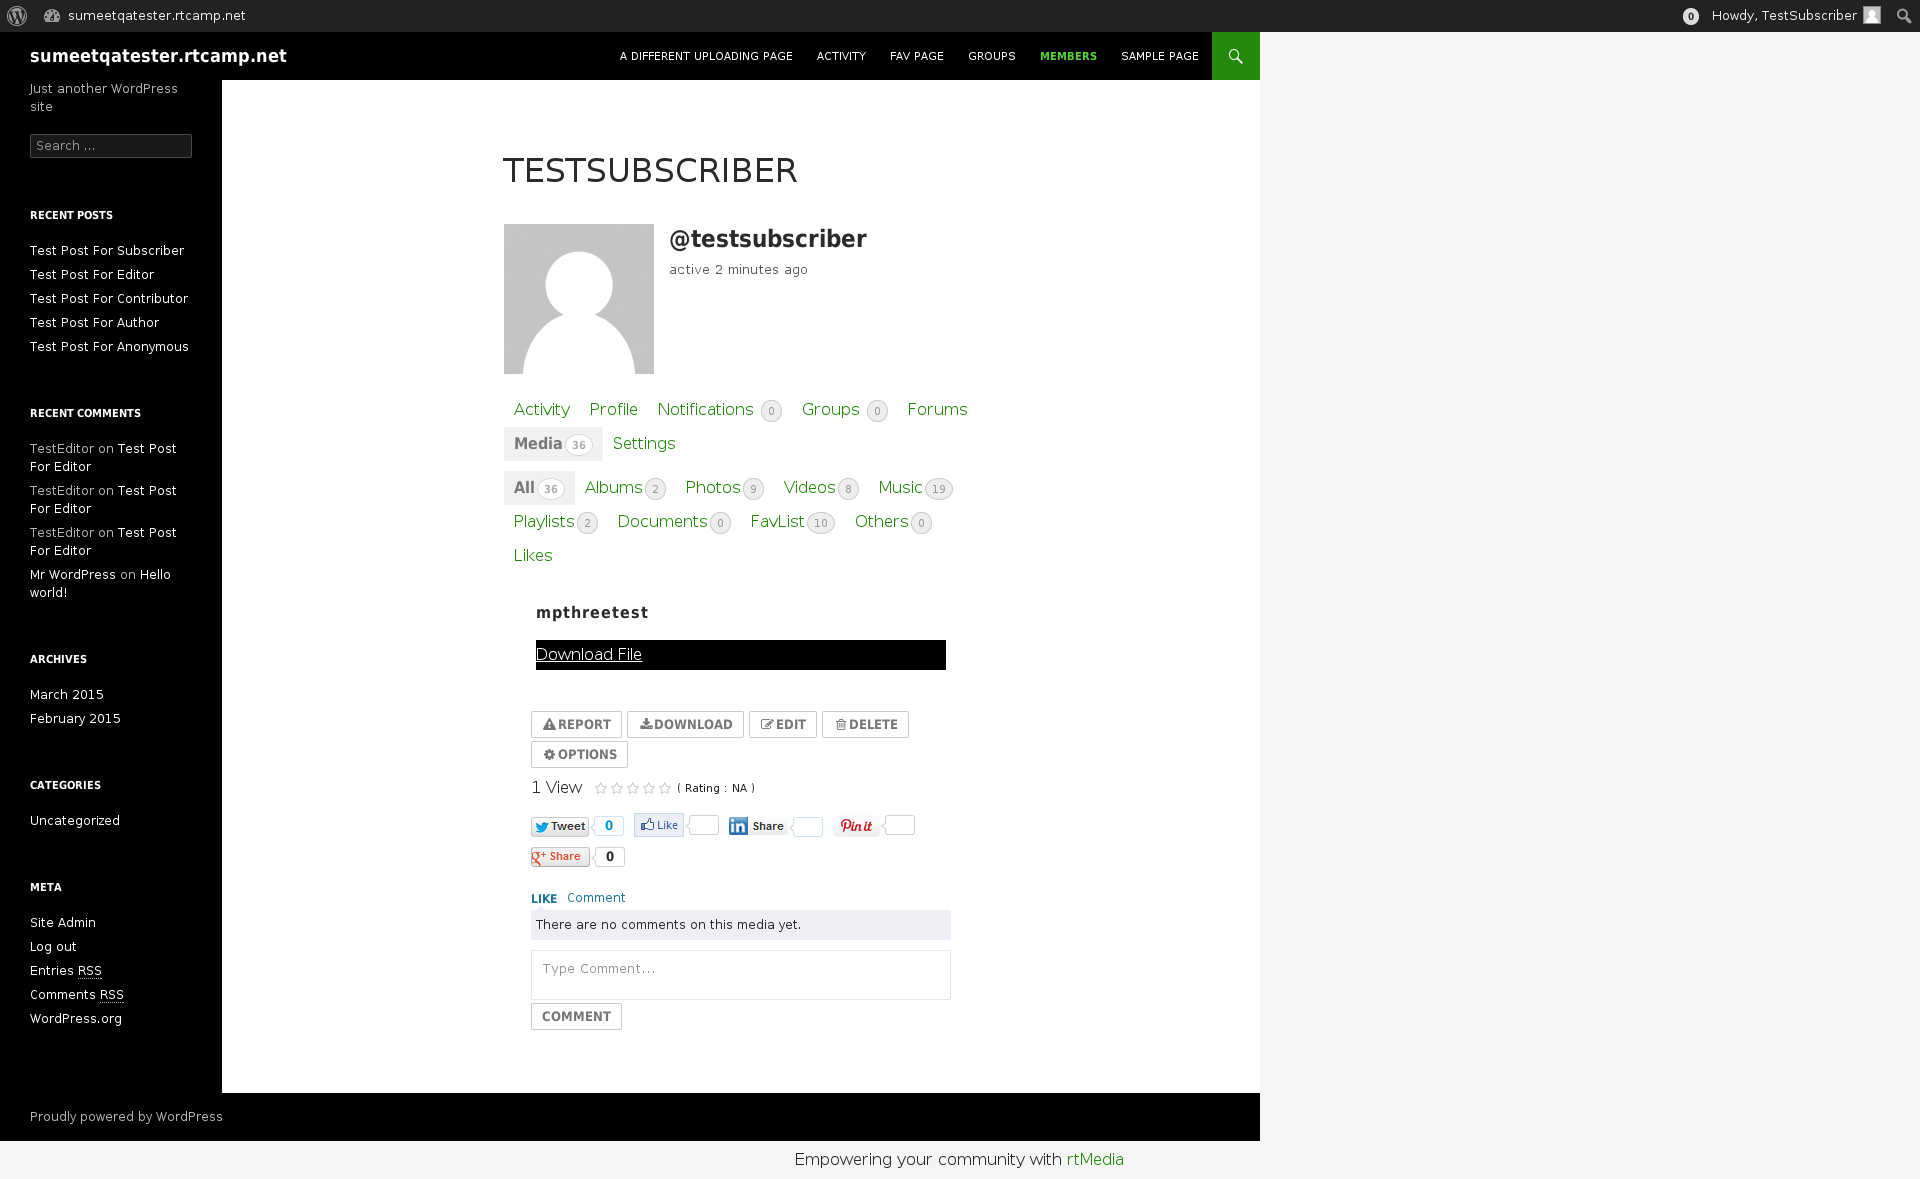 sumeetqatester.rtcamp.net
0 Howdy, TestSubscriber
sumeetqatester.rtcamp.net
A DIFFERENT UPLOADING PAGE ACTIVITY FAV PAGE GROUPS MEMBERS SAMPLE PAGE
Just another WordPress
site
Search ...
RECENT POSTS
Test Post For Subscriber
Test Post For Editor
Test Post For Contributor
Test Post For Author
Test Post For Anonymous
RECENT COMMENTS
TestEditor on Test Post
For Editor
TestEditor on Test Post
For Editor
TestEditor on Test Post
For Editor
Mr WordPress on Hello
world!
ARCHIVES
March 2015
February 2015
CATEGORIES
Uncategorized
META
Site Admin
Log out
Entries RSS
Comments RSS
WordPress.org
TESTSUBSCRIBER
@testsubscriber
active 2 minutes ago
Activity Profile Notifications 0 Groups 0 Forums
Media 36 Settings
All 36 Albums 2 Photos 9 Videos 8 Music 19
Playlists 2 Documents 0 FavList 10 Others 0
Likes
mpthreetest
Download File
REPORT DOWNLOAD EDIT DELETE
OPTIONS
1 View ( Rating : NA )
Tweet 0 Like in Share Pin it
g+ Share 0
LIKE Comment
There are no comments on this media yet.
Type Comment...
COMMENT
Proudly powered by WordPress
Empowering your community with rtMedia